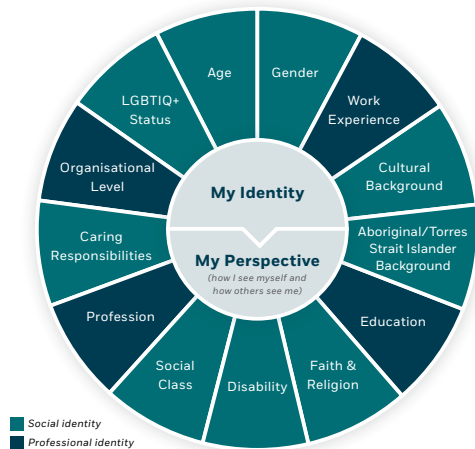 Age
Gender
LGBTIQ+
Status
Work
Experience
Organisational
Level
Cultural
Background
My Identity
Caring
Responsibilities
Aboriginal/Torres
Strait Islander
Background
My Perspective
(how I see myself and
how others see me)
Profession
Education
Social
Class
Disability
Faith &
Religion
Social identity
Professional identity